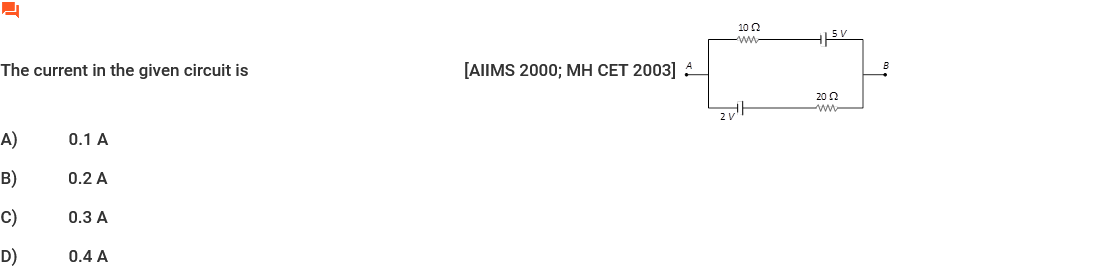 10 Ω
5 V
The current in the given circuit is [AIIMS 2000; MH CET 2003] A B
20 Ω
2 V
A) 0.1 A
B) 0.2 A
C) 0.3 A
D) 0.4 A